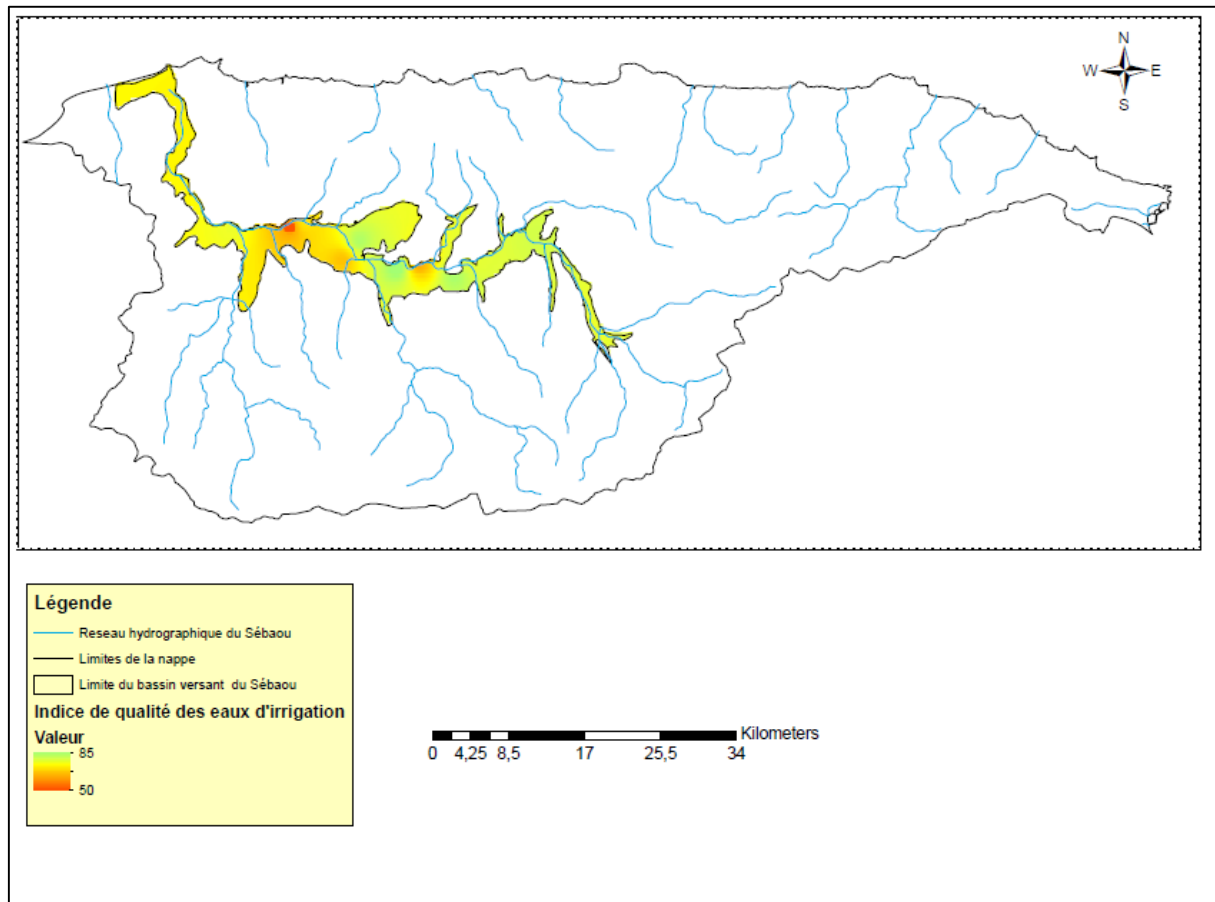 N
W E
S
Légende
Reseau hydrographique du Sébaou
Limites de la nappe
Limite du bassin versant du Sébaou
Indice de qualité des eaux d'irrigation
Valeur
85
50
Kilometers
0 4,25 8,5 17 25,5 34